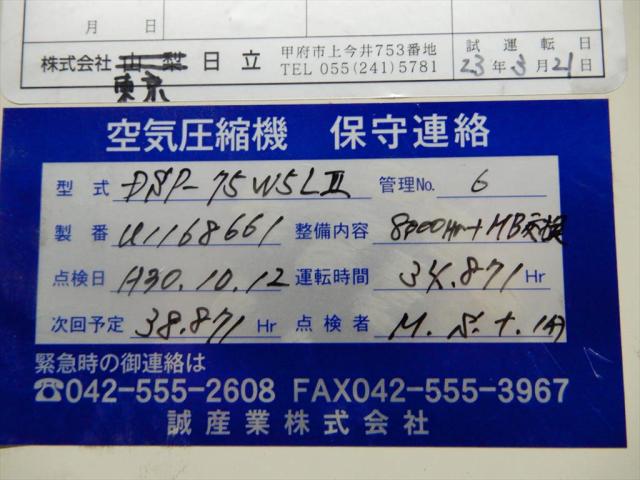 月 日
株式会社 山梨 日立 甲府市上今井753番地 試運転日
東京 TEL 055(241)5781 23年3月21日
空気圧縮機 保守連絡
型式 DSP-75W5LII 管理No. 6
製番 U1168661 整備内容 8000Hr+MB交換
点検日 H30.10.12 運転時間 34.871 Hr
次回予定 38.871 Hr 点検者 M.S.+.
緊急時の御連絡は
☎042-555-2608 FAX042-555-3967
誠産業株式会社